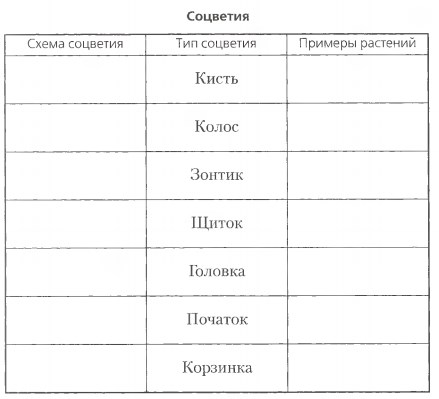 Соцветия
Схема соцветия Тип соцветия Примеры растений
Кисть
Колос
Зонтик
Щиток
Головка
Початок
Корзинка